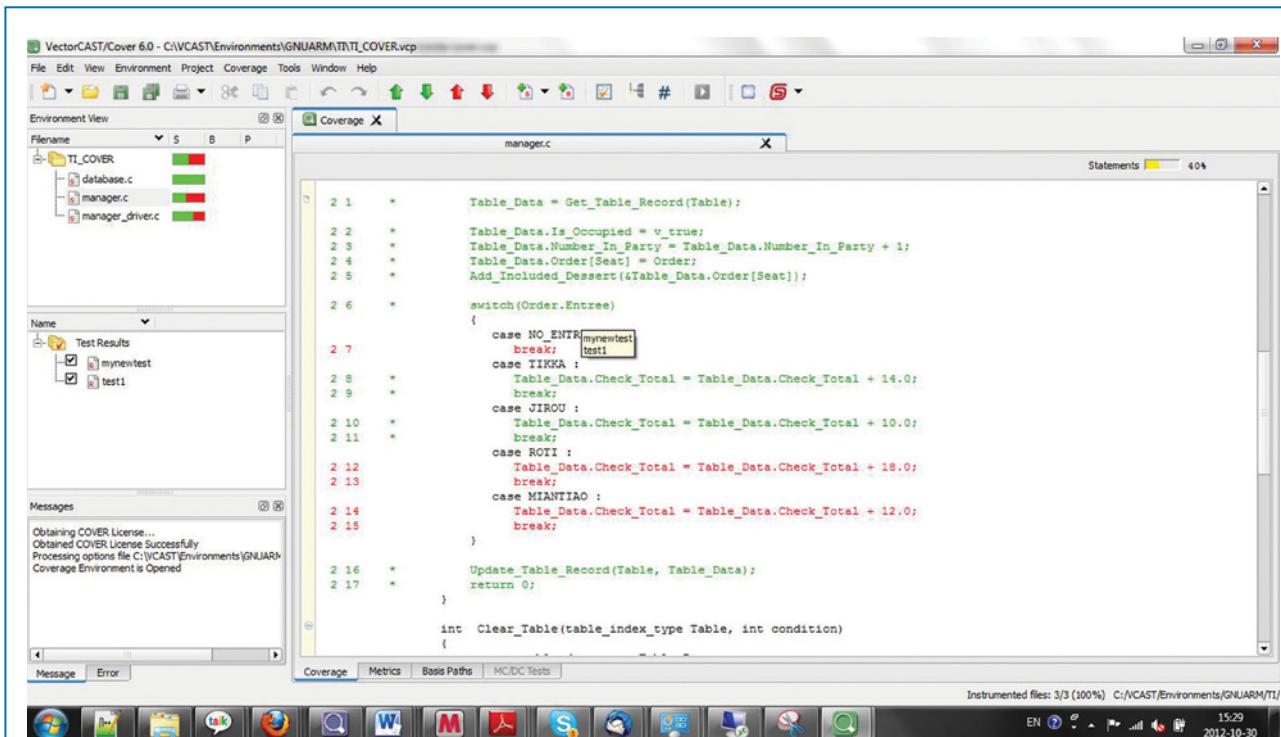 VectorCAST/Cover 6.0 - C:\VCAST\Environments\GNUARM\TI\TI_COVER.vcp
File Edit View Environment Project Coverage Tools Window Help
Environment View
Filename S B P
TI_COVER
database.c
manager.c
manager_driver.c
Name
Test Results
mynewtest
test1
Messages
Obtaining COVER License...
Obtained COVER License Successfully
Processing options file C:\VCAST\Environments\GNUARM
Coverage Environment is Opened
Message Error
Coverage
manager.c
Statements 40%
2 1 * Table_Data = Get_Table_Record(Table);
2 2 * Table_Data.Is_Occupied = v_true;
2 3 * Table_Data.Number_In_Party = Table_Data.Number_In_Party + 1;
2 4 * Table_Data.Order[Seat] = Order;
2 5 * Add_Included_Dessert(&Table_Data.Order[Seat]);
2 6 * switch(Order.Entree)
{
case NO_ENTR
mynewtest
test1
2 7 break;
case TIKKA :
2 8 * Table_Data.Check_Total = Table_Data.Check_Total + 14.0;
2 9 * break;
case JIROU :
2 10 * Table_Data.Check_Total = Table_Data.Check_Total + 10.0;
2 11 * break;
case ROTI :
2 12 Table_Data.Check_Total = Table_Data.Check_Total + 18.0;
2 13 break;
case MIANTIAO :
2 14 Table_Data.Check_Total = Table_Data.Check_Total + 12.0;
2 15 break;
}
2 16 * Update_Table_Record(Table, Table_Data);
2 17 * return 0;
}
int Clear_Table(table_index_type Table, int condition)
{
Coverage Metrics Basis Paths MC/DC Tests
Instrumented files: 3/3 (100%) C:/VCAST/Environments/GNUARM/TI/
talk
EN
15:29
2012-10-30